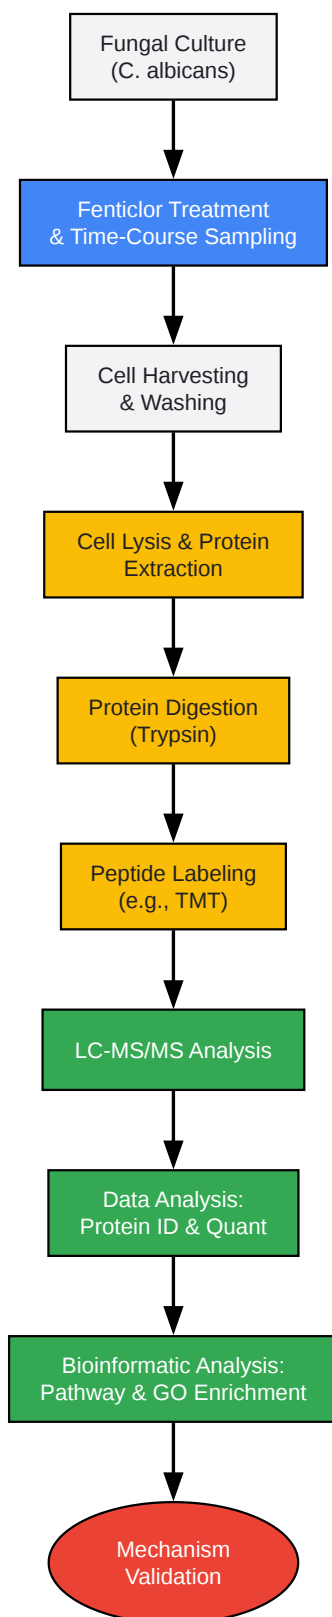 Fungal Culture
(C. albicans)
Fenticlor Treatment
& Time-Course Sampling
Cell Harvesting
& Washing
Cell Lysis & Protein
Extraction
Protein Digestion
(Trypsin)
Peptide Labeling
(e.g., TMT)
LC-MS/MS Analysis
Data Analysis:
Protein ID & Quant
Bioinformatic Analysis:
Pathway & GO Enrichment
Mechanism
Validation